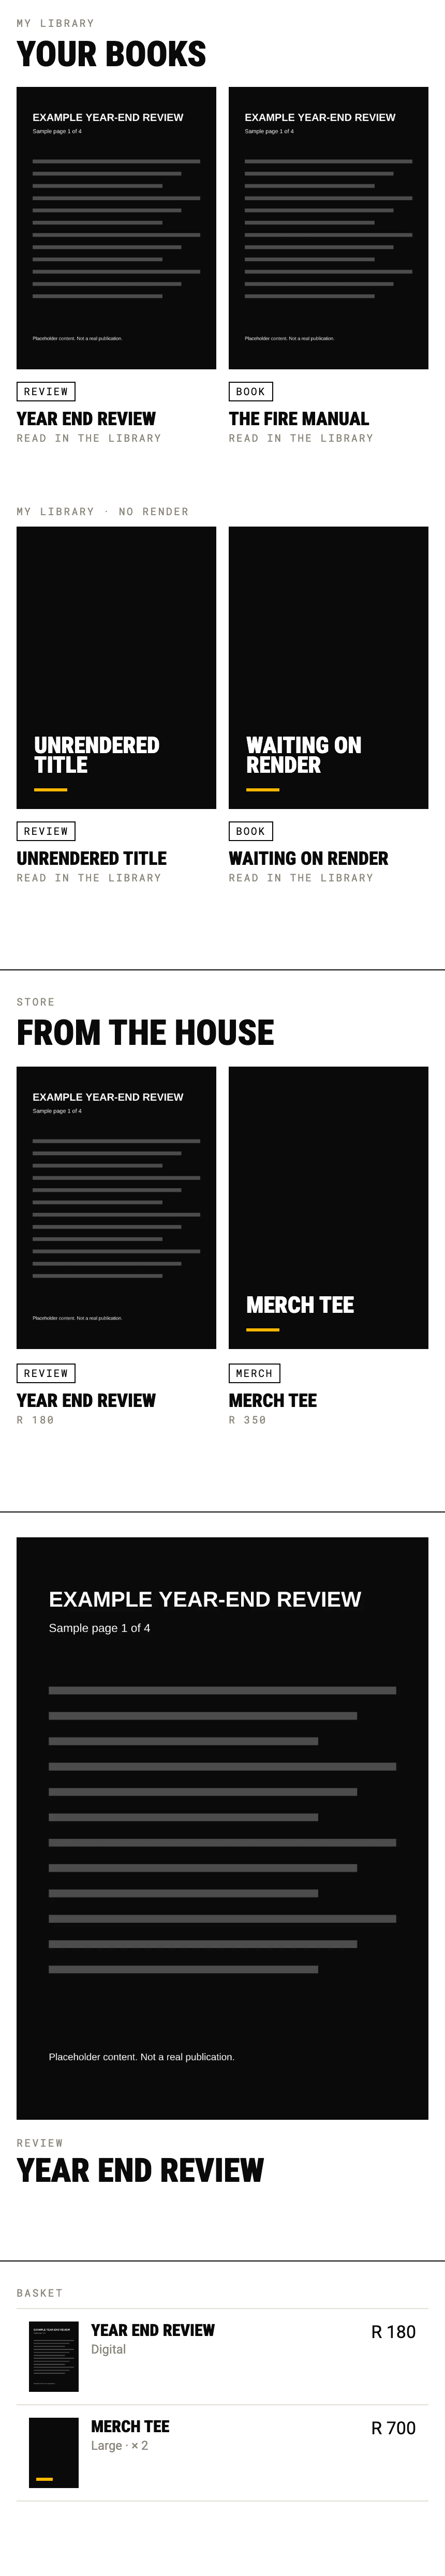 MY LIBRARY
YOUR BOOKS
EXAMPLE YEAR-END REVIEW
Sample page 1 of 4
Placeholder content. Not a real publication.
REVIEW
YEAR END REVIEW
READ IN THE LIBRARY
EXAMPLE YEAR-END REVIEW
Sample page 1 of 4
Placeholder content. Not a real publication.
BOOK
THE FIRE MANUAL
READ IN THE LIBRARY
MY LIBRARY · NO RENDER
UNRENDERED
TITLE
REVIEW
UNRENDERED TITLE
READ IN THE LIBRARY
WAITING ON
RENDER
BOOK
WAITING ON RENDER
READ IN THE LIBRARY
STORE
FROM THE HOUSE
EXAMPLE YEAR-END REVIEW
Sample page 1 of 4
Placeholder content. Not a real publication.
REVIEW
YEAR END REVIEW
R 180
MERCH TEE
MERCH
MERCH TEE
R 350
EXAMPLE YEAR-END REVIEW
Sample page 1 of 4
Placeholder content. Not a real publication.
REVIEW
YEAR END REVIEW
BASKET
EXAMPLE YEAR-END REVIEW
YEAR END REVIEW
R 180
Digital
MERCH TEE
R 700
Large · × 2